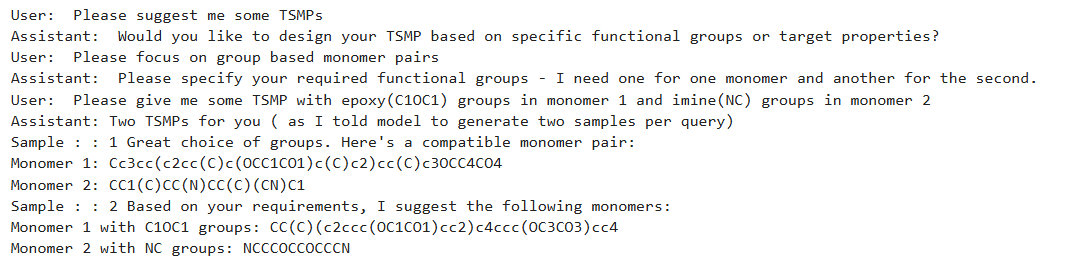 User:  Please suggest me some TSMPs
Assistant:  Would you like to design your TSMP based on specific functional groups or target properties?
User:  Please focus on group based monomer pairs
Assistant:  Please specify your required functional groups - I need one for one monomer and another for the second.
User:  Please give me some TSMP with epoxy(C1OC1) groups in monomer 1 and imine(NC) groups in monomer 2
Assistant: Two TSMPs for you ( as I told model to generate two samples per query)
Sample : : 1 Great choice of groups. Here's a compatible monomer pair:
Monomer 1: Cc3cc(c2cc(C)c(OCC1CO1)c(C)c2)cc(C)c3OCC4CO4
Monomer 2: CC1(C)CC(N)CC(C)(CN)C1
Sample : : 2 Based on your requirements, I suggest the following monomers:
Monomer 1 with C1OC1 groups: CC(C)(c2ccc(OC1CO1)cc2)c4ccc(OC3CO3)cc4
Monomer 2 with NC groups: NCCCOCCOCCCN